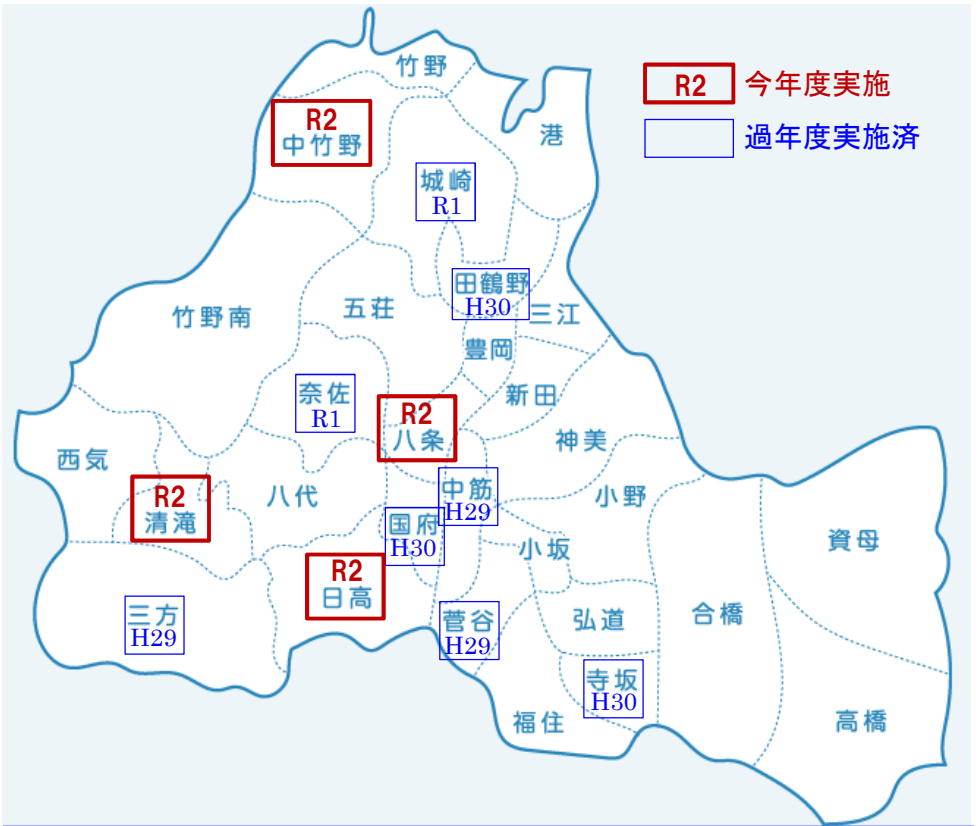 竹野
R2 今年度実施
過年度実施済
R2
中竹野
港
城崎
R1
田鶴野
H30
五荘
竹野南
三江
豊岡
奈佐
R1
新田
R2
八条
神美
西気
中筋
H29
八代
小野
R2
清滝
国府
H30
小坂
資母
R2
日高
三方
H29
菅谷
H29
弘道
合橋
寺坂
H30
福住
高橋